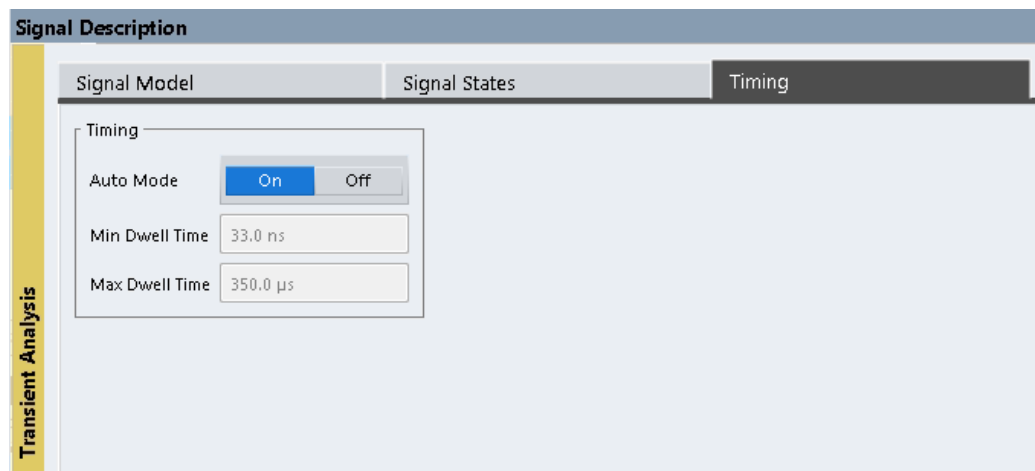 Signal Description
Signal Model
Signal States
Timing
Timing
Auto Mode
On
Off
Min Dwell Time
33.0 ns
Max Dwell Time
350.0 µs
Transient Analysis